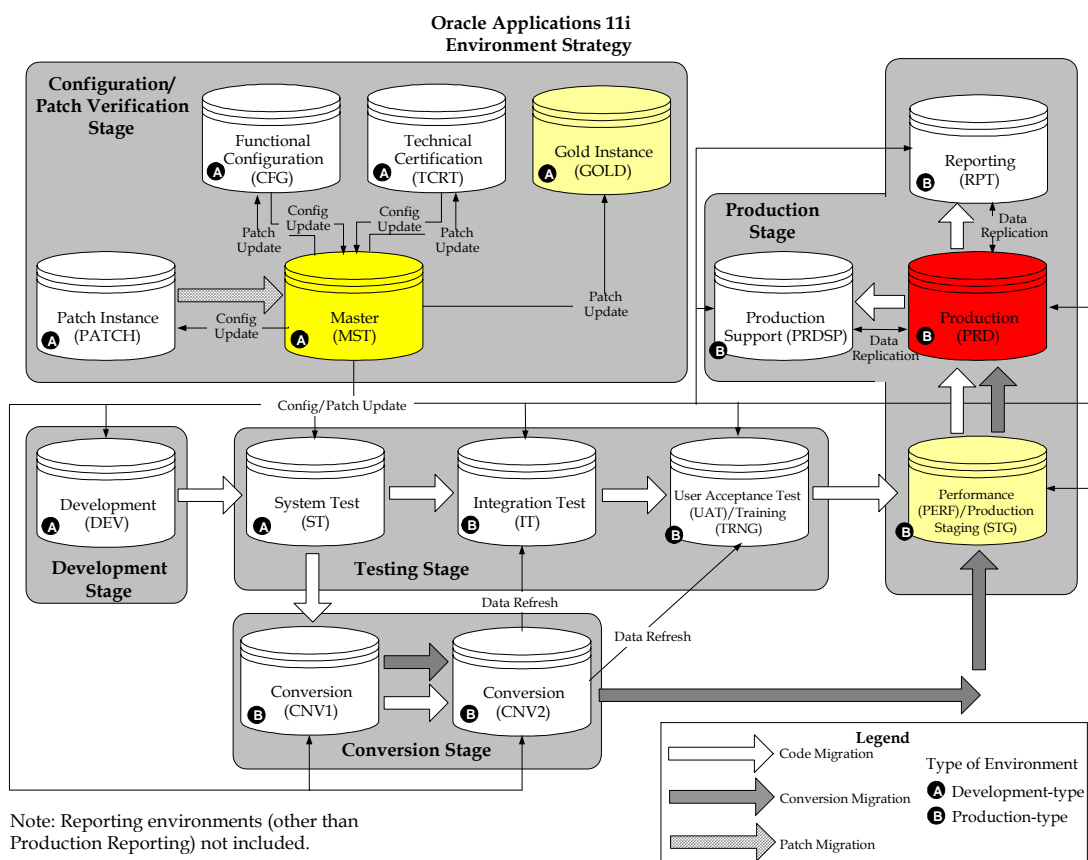 Oracle Applications 11i
Environment Strategy
Configuration/
Patch Verification
Stage
Functional
Configuration
(CFG)
A
Technical
Certification
(TCRT)
A
Gold Instance
(GOLD)
A
Config
Update
Patch
Update
Config
Update
Patch
Update
Patch Instance
(PATCH)
A
Config
Update
Master
(MST)
A
Patch
Update
Reporting
(RPT)
B
Production
Stage
Data
Replication
Production
Support (PRDSP)
B
Data
Replication
Production
(PRD)
B
Config/Patch Update
Development
(DEV)
A
Development
Stage
System Test
(ST)
A
Integration Test
(IT)
B
User Acceptance Test
(UAT)/Training
(TRNG)
B
Testing Stage
Performance
(PERF)/Production
Staging (STG)
B
Data Refresh
Data Refresh
Conversion
(CNV1)
B
Conversion
(CNV2)
B
Conversion Stage
Legend
Code Migration
Conversion Migration
Patch Migration
Type of Environment
A Development-type
B Production-type
Note: Reporting environments (other than
Production Reporting) not included.